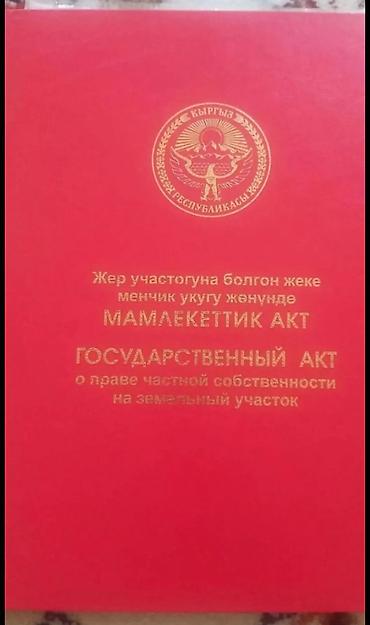 КЫРГЫЗ
РЕСПУБЛИКАСЫ
Жер участогуна болгон жеке
менчик укугу жөнүндө
МАМЛЕКЕТТИК АКТ
ГОСУДАРСТВЕННЫЙ АКТ
о праве частной собственности
на земельный участок